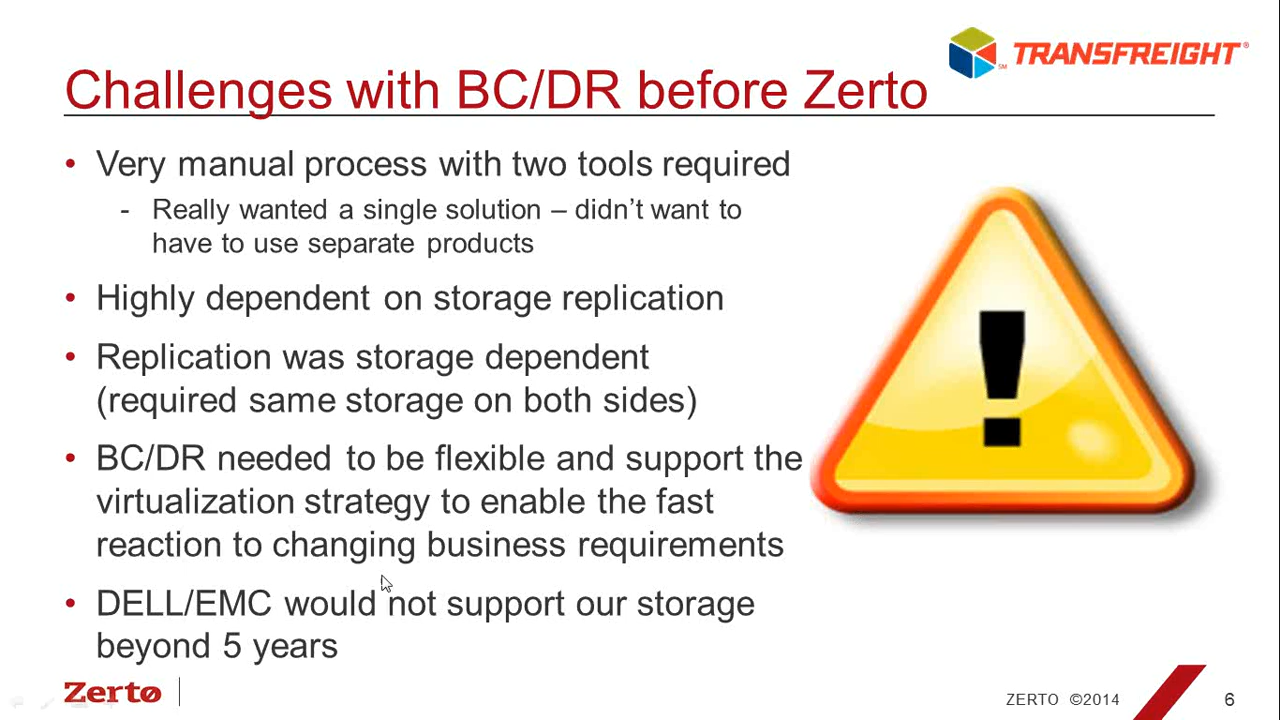 TRANSFREIGHT®
SM
Challenges with BC/DR before Zerto
• Very manual process with two tools required
- Really wanted a single solution – didn’t want to
have to use separate products
• Highly dependent on storage replication
• Replication was storage dependent
(required same storage on both sides)
• BC/DR needed to be flexible and support the
virtualization strategy to enable the fast
reaction to changing business requirements
• DELL/EMC would not support our storage
beyond 5 years
!
Zerto
ZERTO ©2014
6